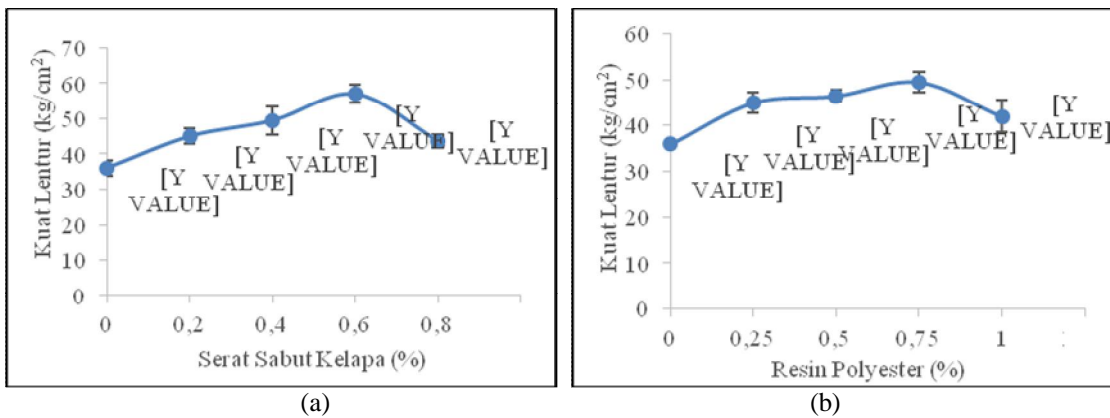 Kuat Lentur (kg/cm²)
70
60
50
40
30
20
10
0
[Y
VALUE]
[Y
VALUE]
[Y
VALUE]
[Y
VALUE]
[Y
VALUE]
0 0,2 0,4 0,6 0,8
Serat Sabut Kelapa (%)
(a)
Kuat Lentur (kg/cm²)
60
50
40
30
20
10
0
[Y
VALUE]
[Y
VALUE]
[Y
VALUE]
[Y
VALUE]
[Y
VALUE]
0 0,25 0,5 0,75 1
Resin Polyester (%)
(b)